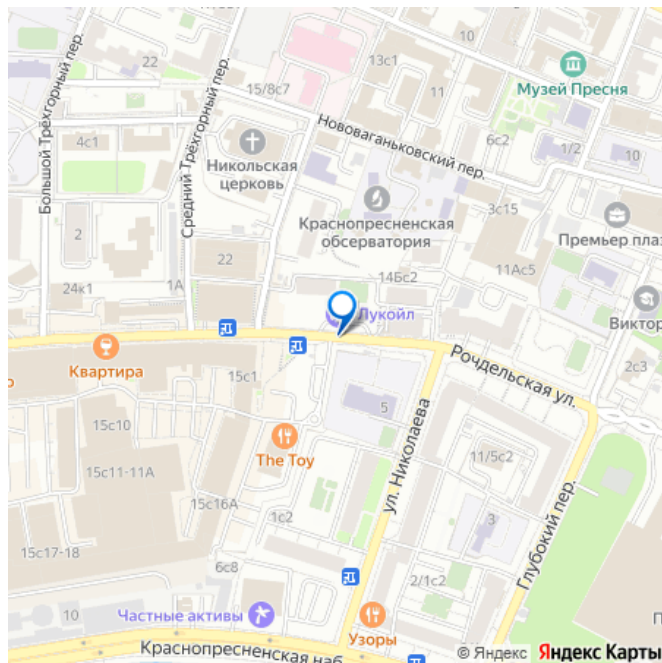 10
22
Большой Трёхгорный пер.
Средний Трёхгорный пер.
15/8с7
13с1
11
Музей Пресня
4с1
Никольская
церковь
Нововаганьковский пер.
6с2
1/2
10
Краснопресненская
обсерватория
3с15
Премьер плаз
2
22
24к1
1А
14Бс2
11Ас5
Лукойл
Виктор
Квартира
о
15с1
Рочдельская ул.
2с3
15с10
5
The Toy
ул. Николаева
11/5с2
15с11-11А
15с16А
1с2
3
Глубокий пер.
15с17-18
6с8
2/1с2
10
Частные активы
Узоры
П
Краснопресненская наб.
© Яндекс Яндекс Карты